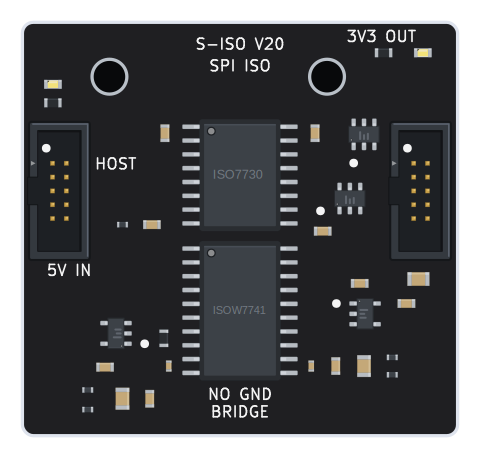 3V3 OUT
S-ISO V20
SPI ISO
HOST
ISO7730
5V IN
ISOW7741
NO GND
BRIDGE